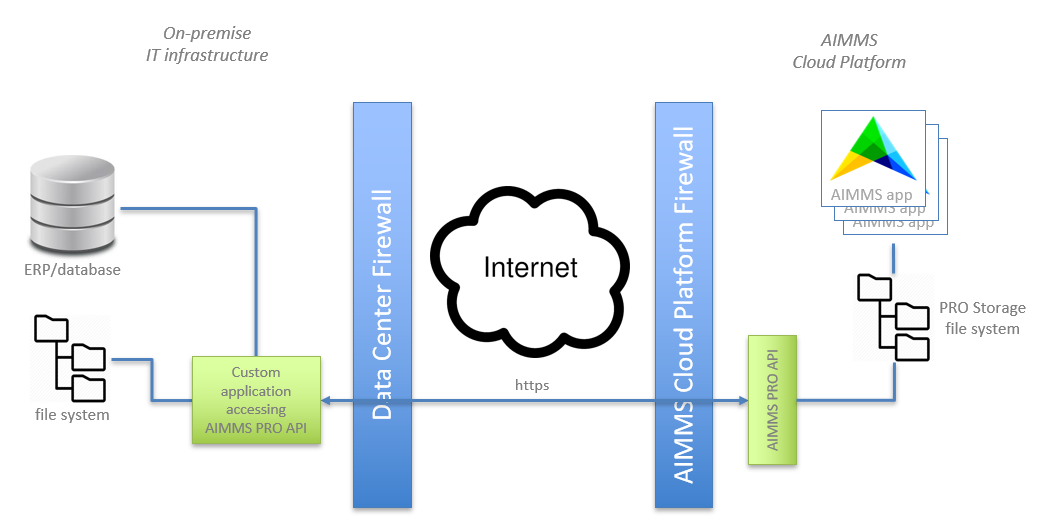 On-premise
IT infrastructure
AIMMS
Cloud Platform
ERP/database
file system
Custom
application
accessing
AIMMS PRO API
Data Center Firewall
Internet
https
AIMMS Cloud Platform Firewall
AIMMS PRO API
AIMMS app
AIMMS app
AIMMS app
PRO Storage
file system